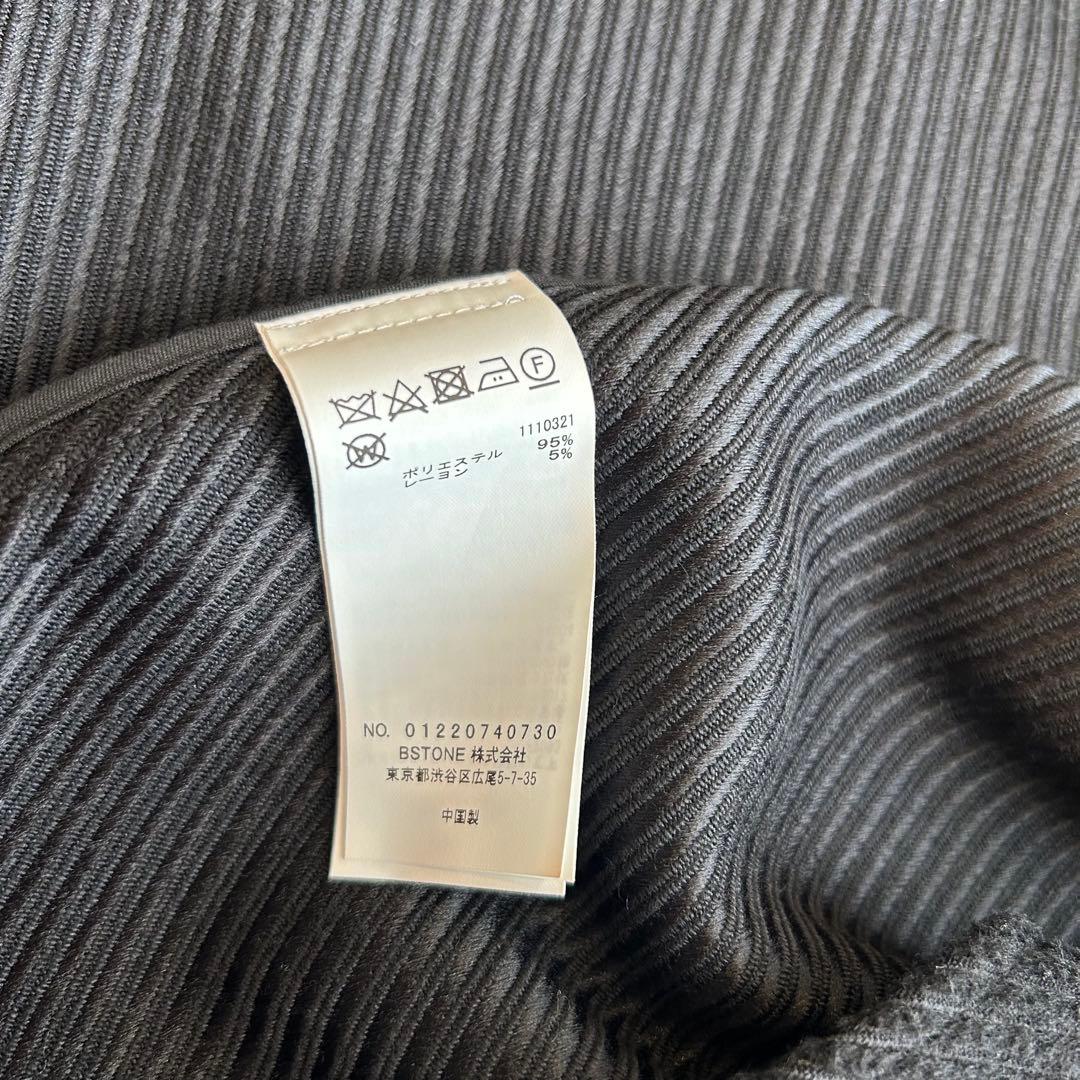 F
W
1110321
ポリエステル 95%
レーヨン 5%
NO. 01220740730
BSTONE 株式会社
東京都渋谷区広尾5-7-35
中国製